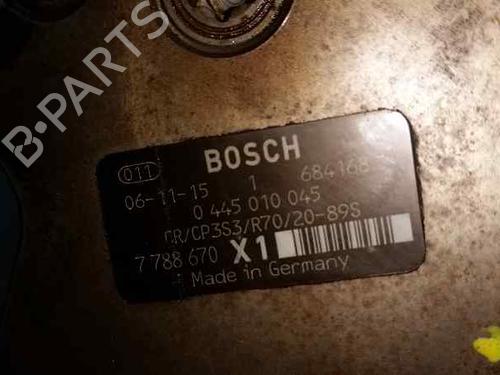 B-PARTS
BOSCH
011
06-11-15 1 684168
0 445 010 045
CR/CP3S3/R70/20-89S
7 788 670 X1
Made in Germany